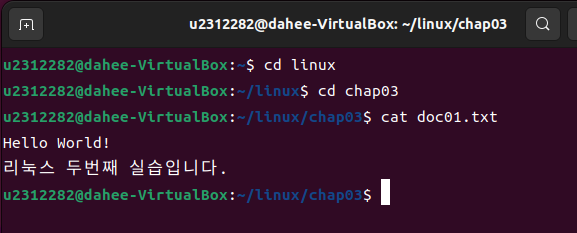 u2312282@dahee-VirtualBox: ~/linux/chap03
u2312282@dahee-VirtualBox:~$ cd linux
u2312282@dahee-VirtualBox:~/linux$ cd chap03
u2312282@dahee-VirtualBox:~/linux/chap03$ cat doc01.txt
Hello World!
리눅스 두번째 실습입니다.
u2312282@dahee-VirtualBox:~/linux/chap03$